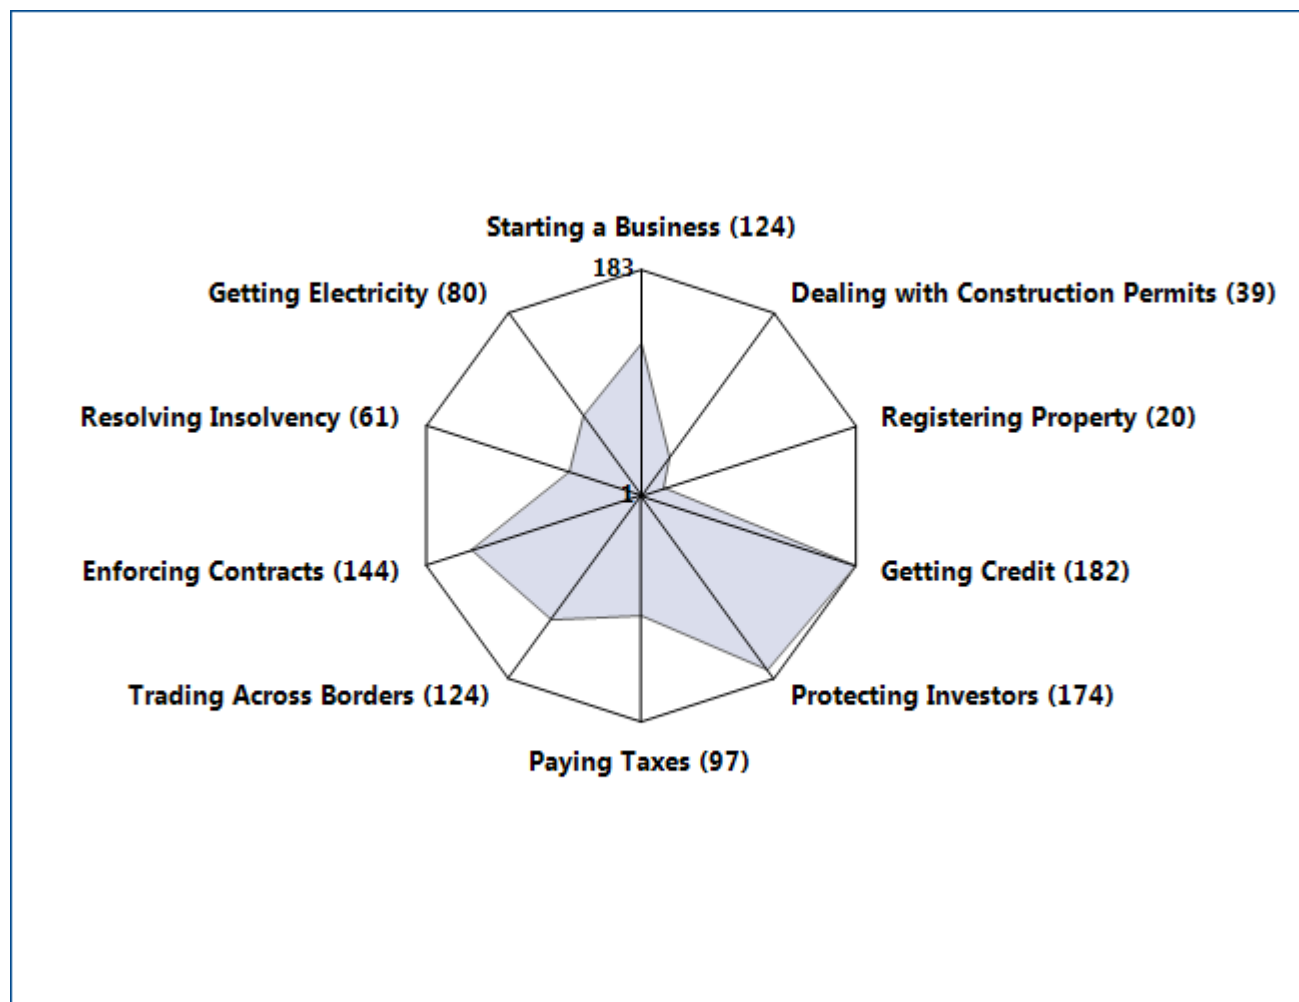 Starting a Business (124)
183
Getting Electricity (80)
Dealing with Construction Permits (39)
Resolving Insolvency (61)
Registering Property (20)
1
Enforcing Contracts (144)
Getting Credit (182)
Trading Across Borders (124)
Protecting Investors (174)
Paying Taxes (97)